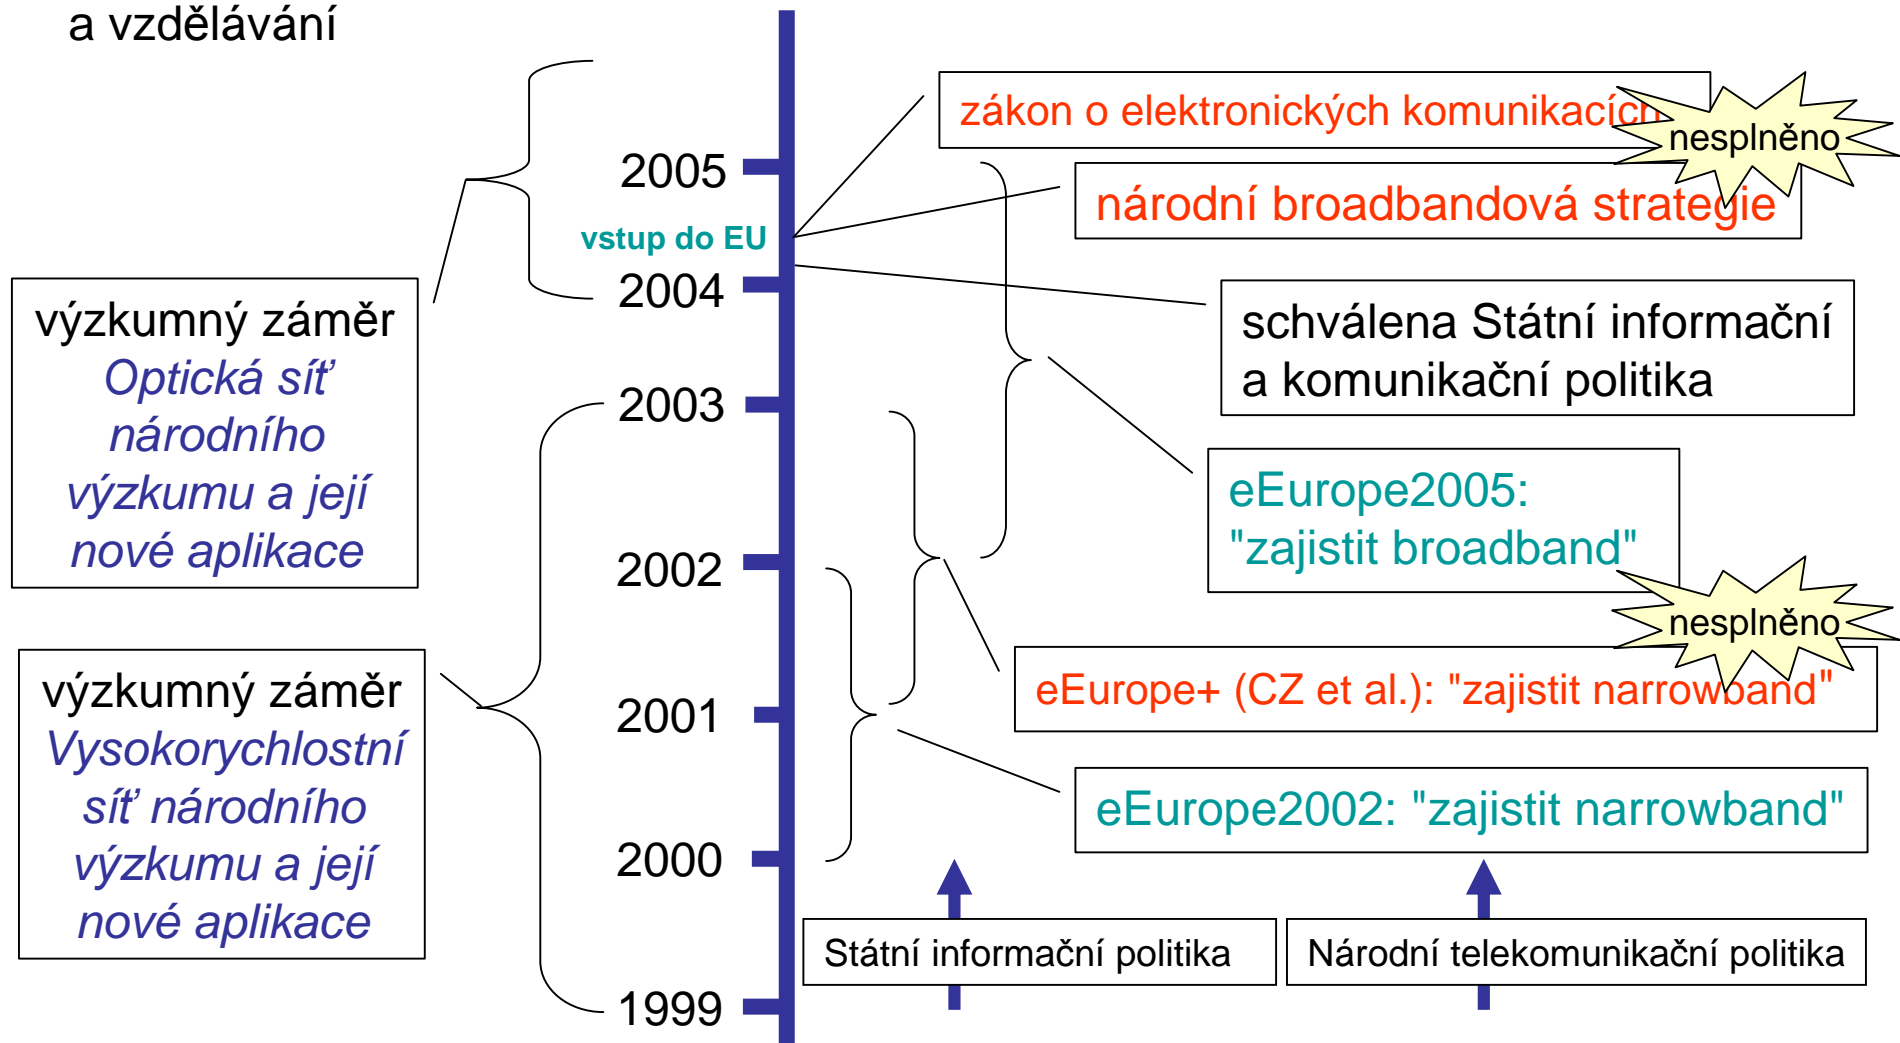 a vzdělávání
zákon o elektronických komunikacích
nesplněno
2005
národní broadbandová strategie
vstup do EU
2004
výzkumný záměr
Optická síť
národního
výzkumu a její
nové aplikace
schválena Státní informační
a komunikační politika
2003
eEurope2005:
"zajistit broadband"
2002
nesplněno
výzkumný záměr
Vysokorychlostní
síť národního
výzkumu a její
nové aplikace
eEurope+ (CZ et al.): "zajistit narrowband"
2001
eEurope2002: "zajistit narrowband"
2000
Státní informační politika
Národní telekomunikační politika
1999